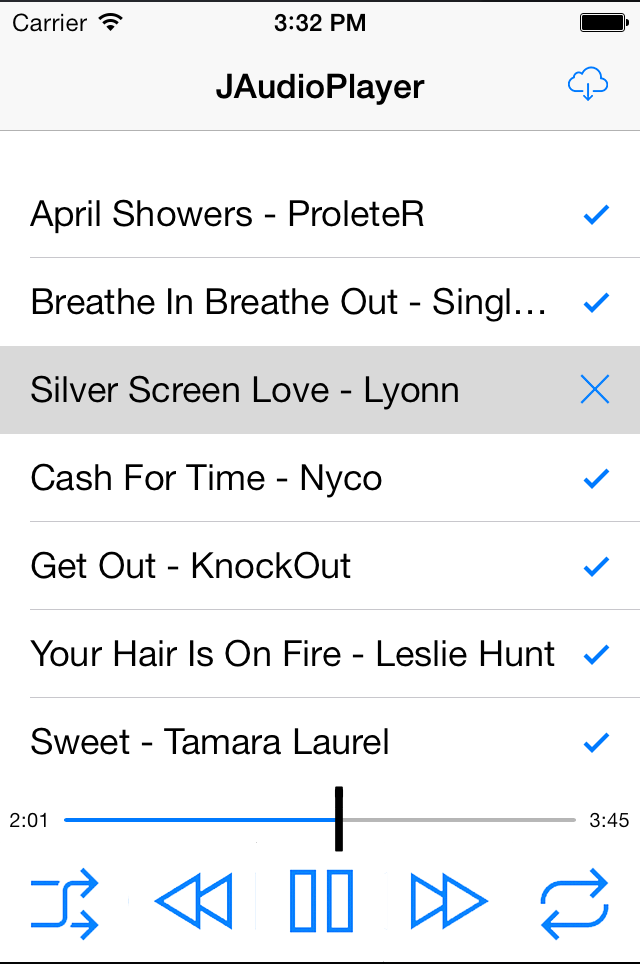 Carrier 3:32 PM
JAudioPlayer
April Showers - ProleteR
Breathe In Breathe Out - Singl...
Silver Screen Love - Lyonn
Cash For Time - Nyco
Get Out - KnockOut
Your Hair Is On Fire - Leslie Hunt
Sweet - Tamara Laurel
2:01 3:45